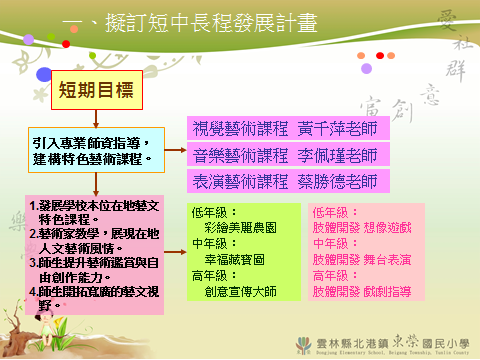 一、擬訂短中長程發展計畫
愛社群
富創意
短期目標
引入專業師資指導，
建構特色藝術課程。
視覺藝術課程 黃千萍老師
音樂藝術課程 李佩瑾老師
表演藝術課程 蔡勝德老師
1.發展學校本位在地藝文
特色課程。
2.藝術家教學，展現在地
人文藝術風情。
3.師生提升藝術鑑賞與自
由創作能力。
4.師生開拓寬廣的藝文視
野。
低年級：
彩繪美麗農園
中年級：
幸福藏寶圖
高年級：
創意宣傳大師
低年級：
肢體開發 想像遊戲
中年級：
肢體開發 舞台表演
高年級：
肢體開發 戲劇指導
樂
雲林縣北港鎮東榮國民小學
Dongrong Elementary School, Beigang Township, Yunlin County